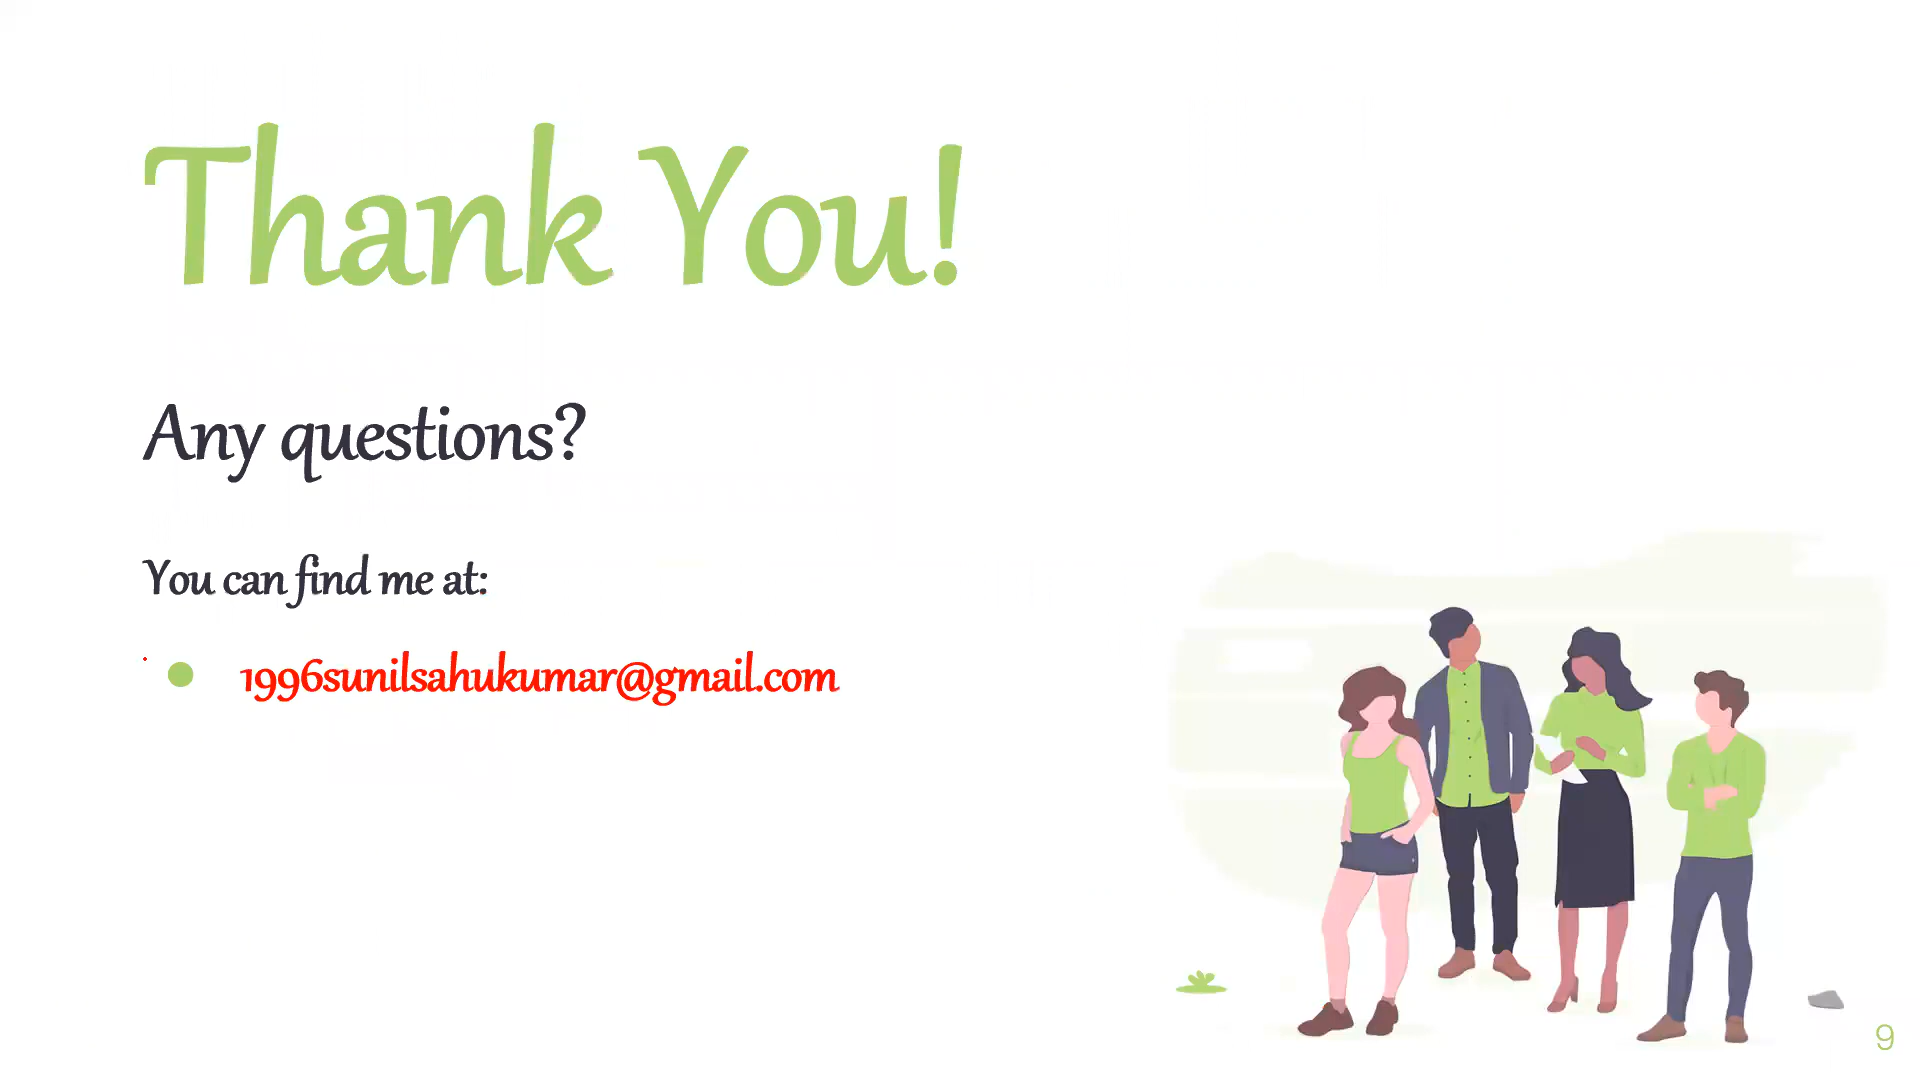 Thank You!
Any questions?
You can find me at:
1996sunilsahukumar@gmail.com
9